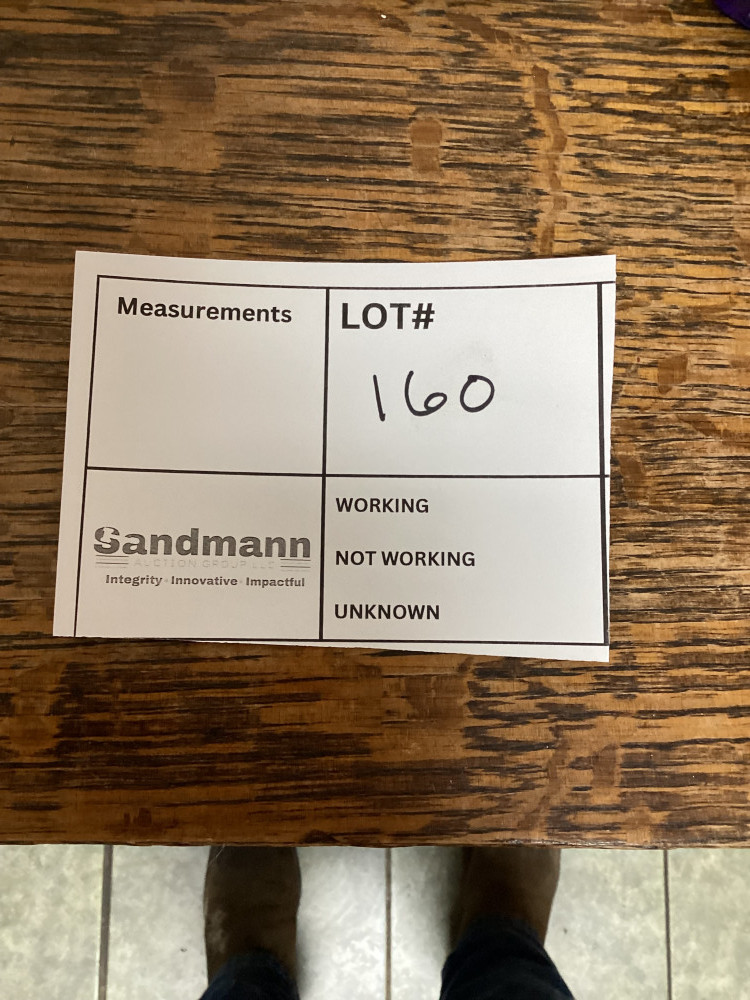 Measurements
LOT#
160
Sandmann
AUCTION GROUP LLC
Integrity · Innovative · Impactful
WORKING
NOT WORKING
UNKNOWN